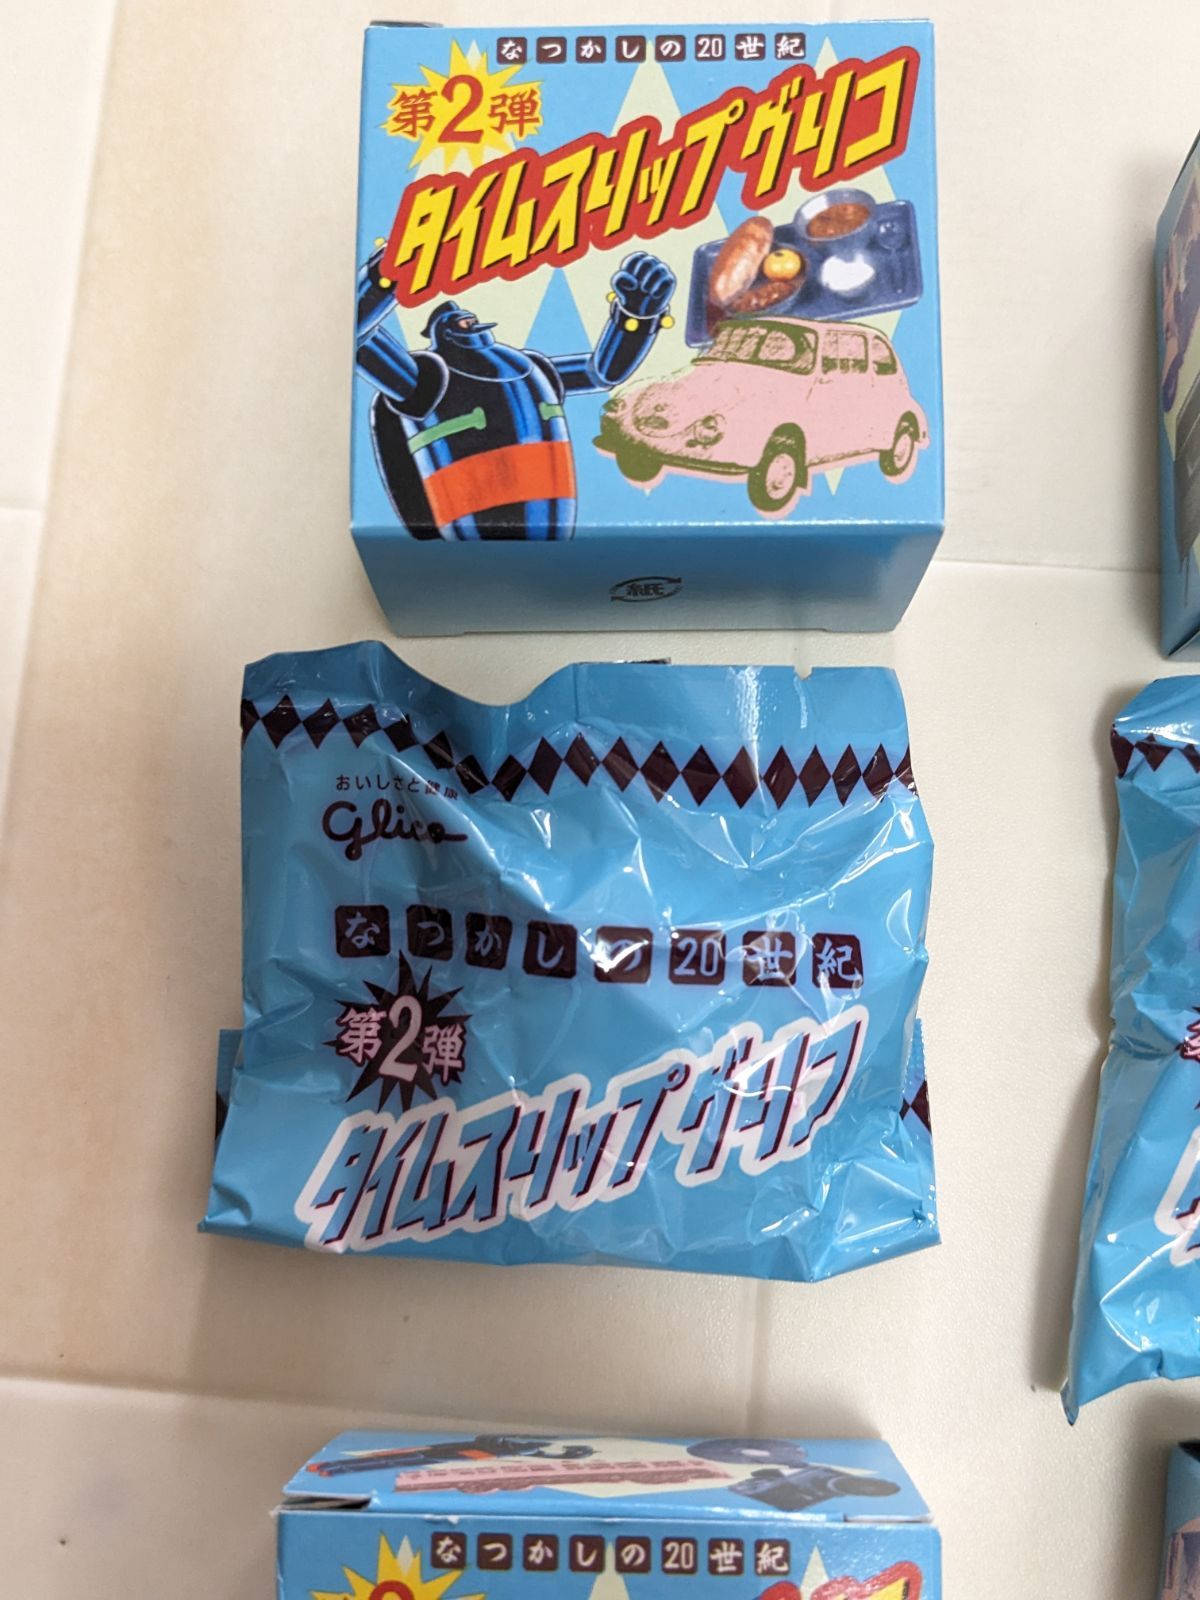 なつかしの20世紀
第2弾
タイムスリップグリコ
紙
おいしさと健康
Glico
なつかしの20世紀
第2弾
タイムスリップグリコ
なつかしの20世紀